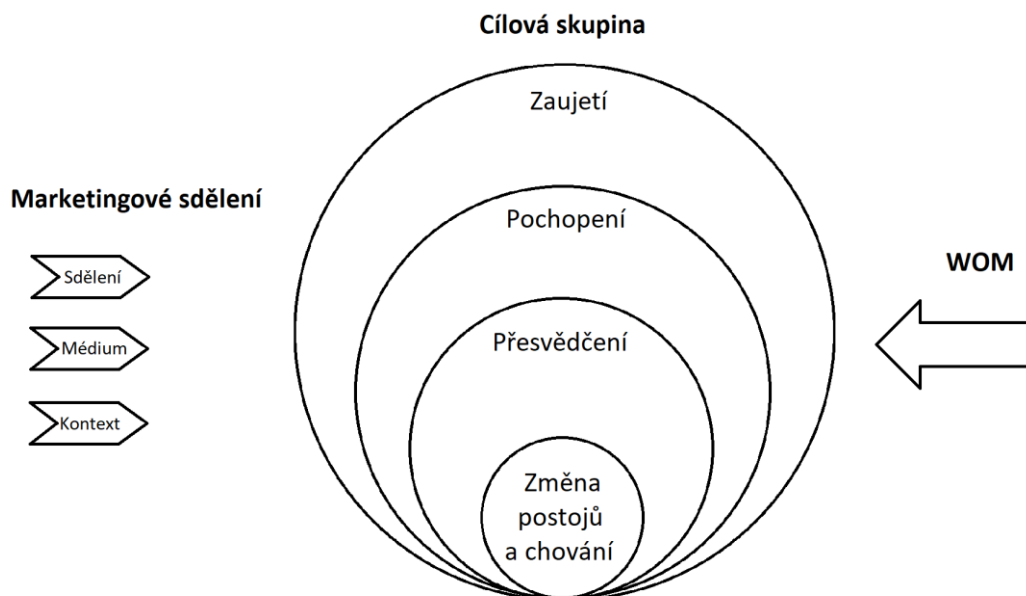 Cílová skupina
Zaujetí
Marketingové sdělení
Pochopení
Sdělení
WOM
Médium
Přesvědčení
Kontext
Změna
postojů
a chování